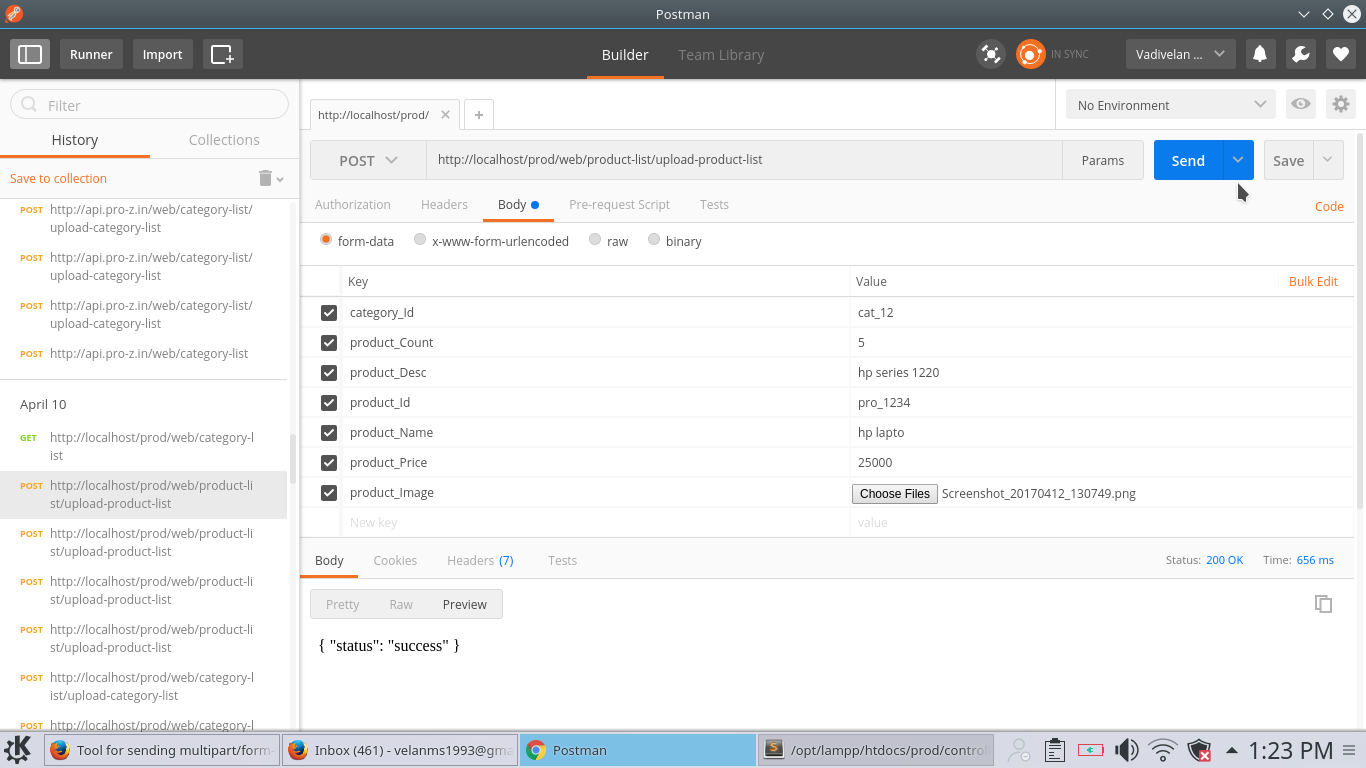 Postman
Runner
Import
Builder
Team Library
IN SYNC
Vadivelan ...
Filter
History
Collections
Save to collection
POST http://api.pro-z.in/web/category-list/
upload-category-list
POST http://api.pro-z.in/web/category-list/
upload-category-list
POST http://api.pro-z.in/web/category-list/
upload-category-list
POST http://api.pro-z.in/web/category-list
April 10
GET http://localhost/prod/web/category-l
ist
POST http://localhost/prod/web/product-li
st/upload-product-list
POST http://localhost/prod/web/product-li
st/upload-product-list
POST http://localhost/prod/web/product-li
st/upload-product-list
POST http://localhost/prod/web/product-li
st/upload-product-list
POST http://localhost/prod/web/category-l
ist/upload-category-list
POST http://localhost/prod/web/category-l
http://localhost/prod/
+
No Environment
POST http://localhost/prod/web/product-list/upload-product-list Params Send Save
Authorization Headers Body Pre-request Script Tests Code
form-data x-www-form-urlencoded raw binary
Key Value Bulk Edit
category_Id cat_12
product_Count 5
product_Desc hp series 1220
product_Id pro_1234
product_Name hp lapto
product_Price 25000
product_Image Choose Files Screenshot_20170412_130749.png
New key value
Body Cookies Headers (7) Tests Status: 200 OK Time: 656 ms
Pretty Raw Preview
{ "status": "success" }
Tool for sending multipart/form- Inbox (461) - velanms1993@gma Postman /opt/lampp/htdocs/prod/control 1:23 PM